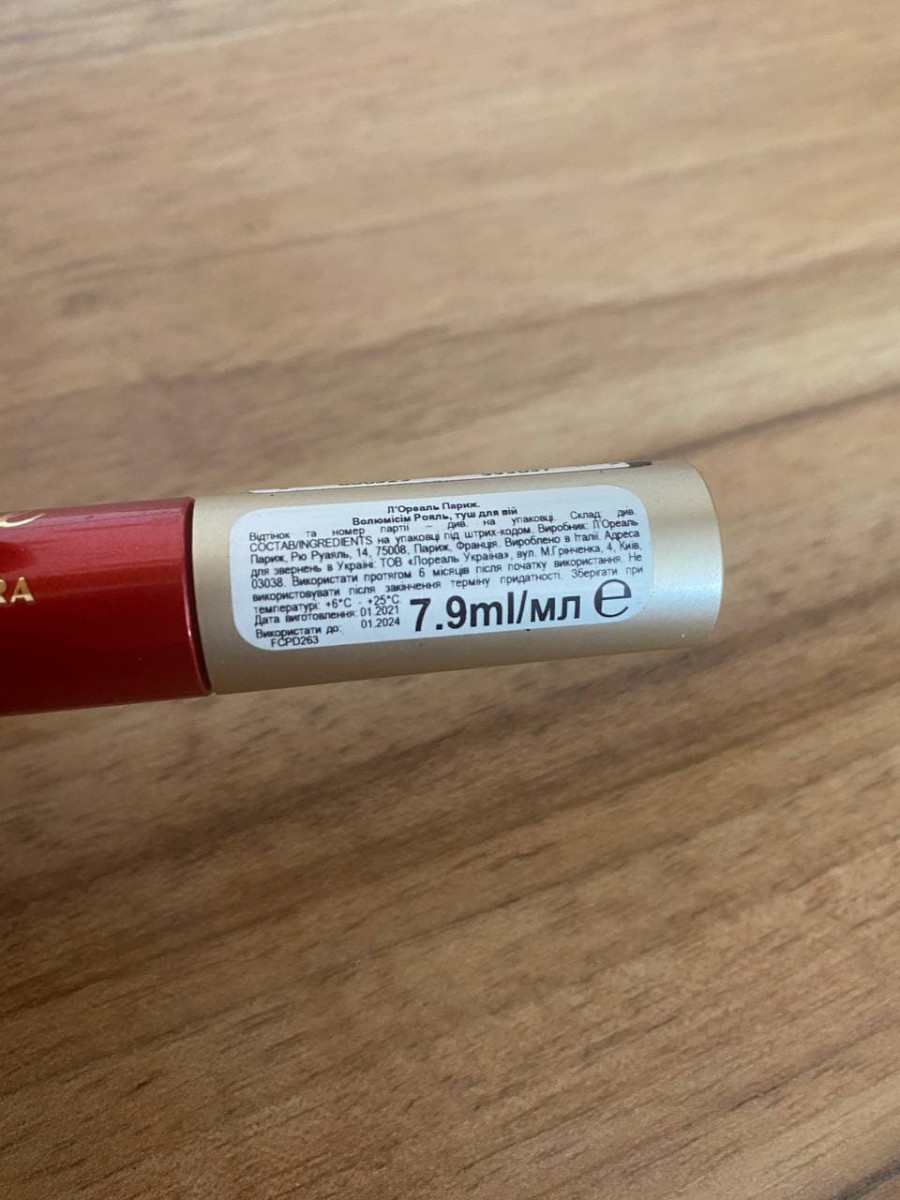 Л'Ореаль Париж.
Волюмісім Рояль, туш для вій
Відтінок та номер партії – див. на упаковці. Склад: див.
СОСТАВ/INGREDIENTS на упаковці під штрих-кодом. Виробник: Л'Ореаль
Париж, Рю Руаяль, 14, 75008, Париж, Франція. Вироблено в Італії. Адреса
для звернень в Україні: ТОВ «Лореаль Україна», вул. М.Грінченка, 4, Київ,
03038. Використати протягом 6 місяців після початку використання. Не
використовувати після закінчення терміну придатності. Зберігати при
температурі: +6°C - +25°C.
Дата виготовлення: 01.2021
Використати до: 01.2024
FCPD263
7.9ml/мл e
RA